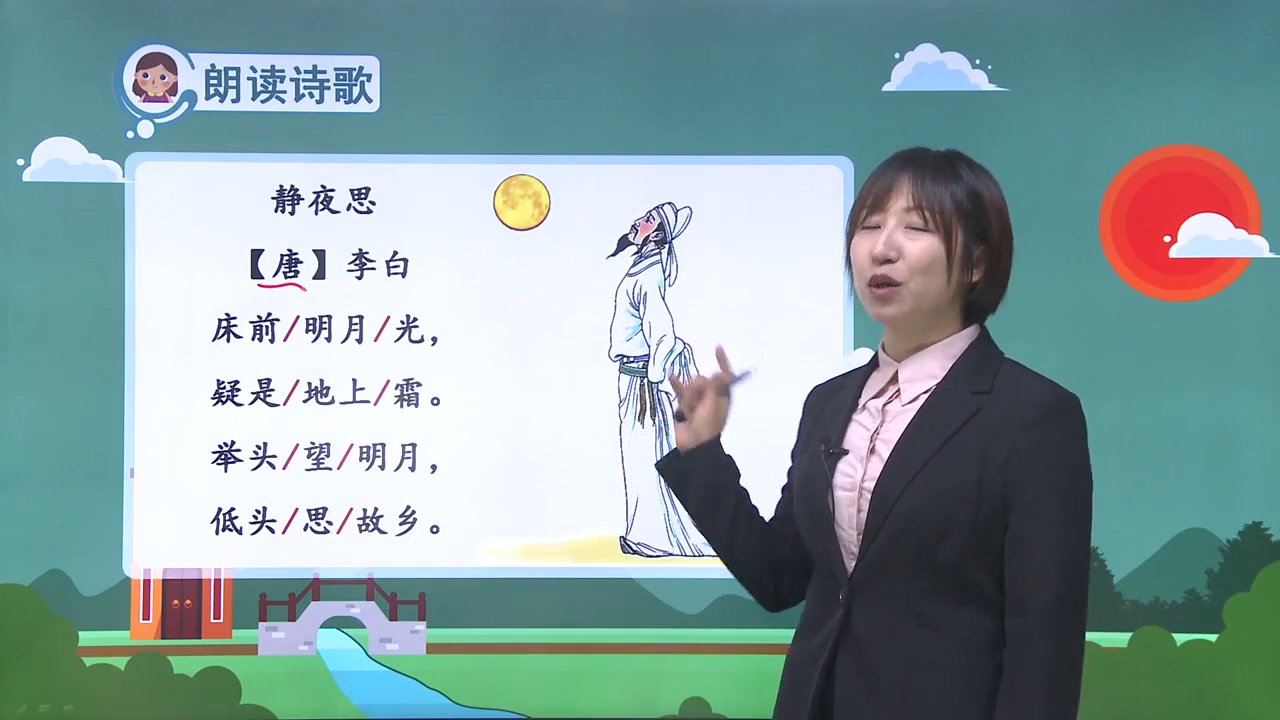 朗读诗歌
静夜思
【唐】李白
床前/明月/光，
疑是/地上/霜。
举头/望/明月，
低头/思/故乡。